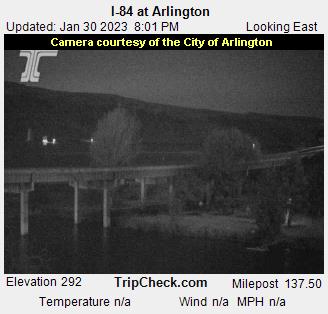 I-84 at Arlington
Updated: Jan 30 2023 8:01 PM Looking East
Camera courtesy of the City of Arlington
Elevation 292 TripCheck.com Milepost 137.50
Temperature n/a Wind n/a MPH n/a